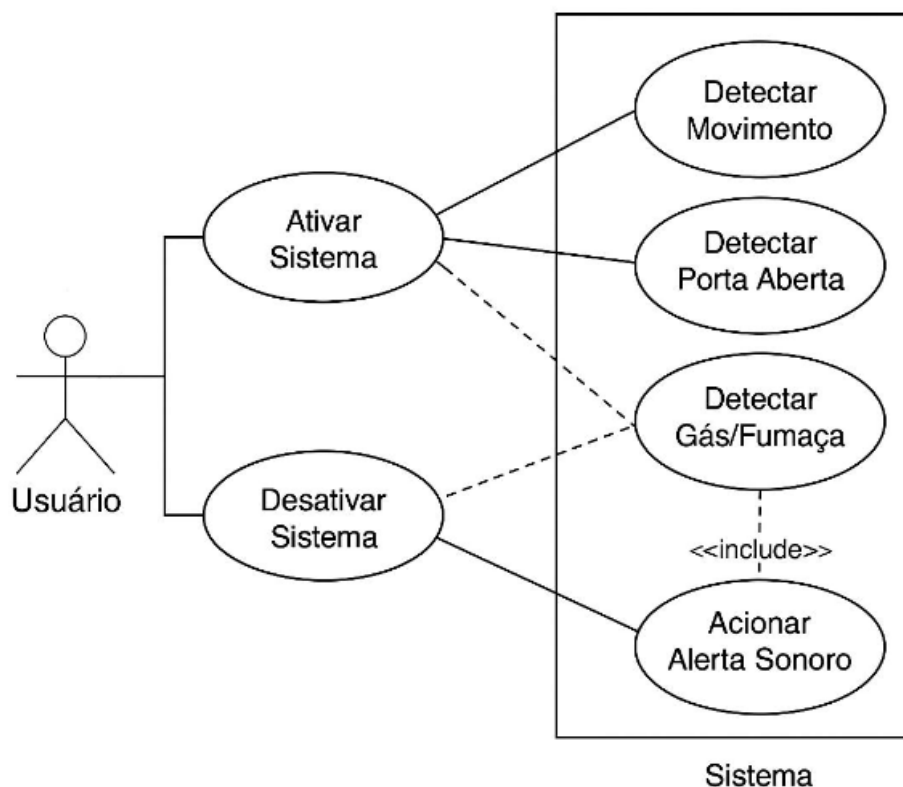 Detectar
Movimento
Ativar
Sistema
Detectar
Porta Aberta
Detectar
Gás/Fumaça
Usuário
Desativar
Sistema
<<include>>
Acionar
Alerta Sonoro
Sistema